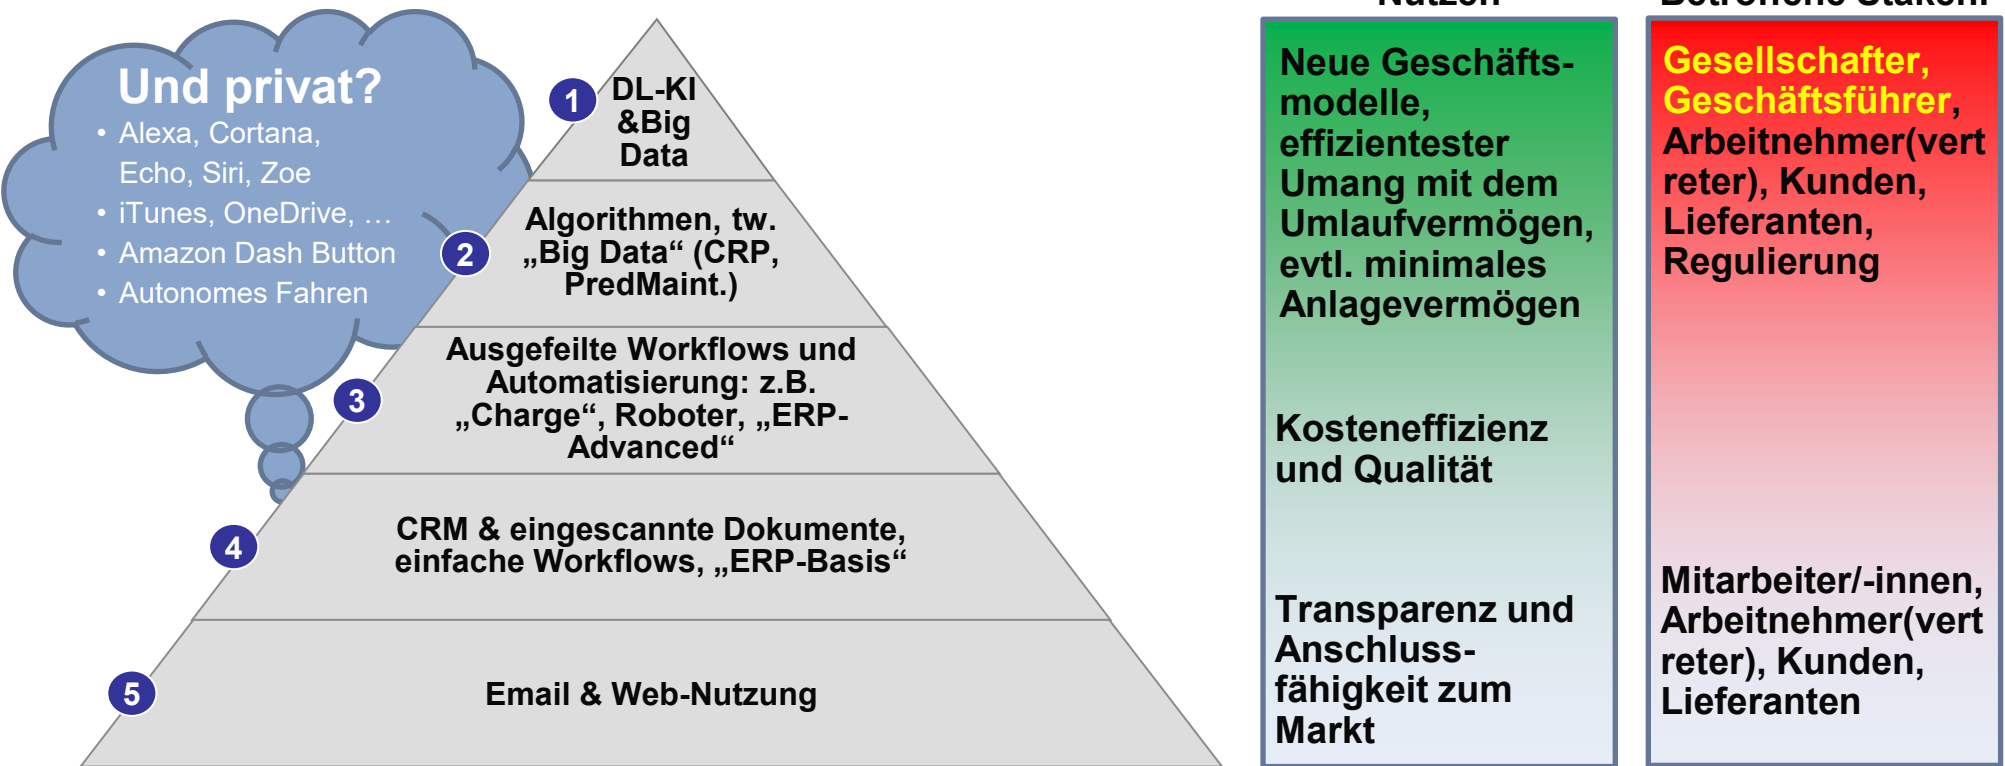 Und privat?
• Alexa, Cortana,
Echo, Siri, Zoe
• iTunes, OneDrive, …
• Amazon Dash Button
• Autonomes Fahren
1
DL-KI
&Big
Data
2
Algorithmen, tw.
„Big Data“ (CRP,
PredMaint.)
3
Ausgefeilte Workflows und
Automatisierung: z.B.
„Charge“, Roboter, „ERP-
Advanced“
4
CRM & eingescannte Dokumente,
einfache Workflows, „ERP-Basis“
5
Email & Web-Nutzung
Nutzen
Neue Geschäfts-
modelle,
effizientester
Umang mit dem
Umlaufvermögen,
evtl. minimales
Anlagevermögen
Kosteneffizienz
und Qualität
Transparenz und
Anschluss-
fähigkeit zum
Markt
Betroffene Stakeh.
Gesellschafter,
Geschäftsführer,
Arbeitnehmer(vert
reter), Kunden,
Lieferanten,
Regulierung
Mitarbeiter/-innen,
Arbeitnehmer(vert
reter), Kunden,
Lieferanten